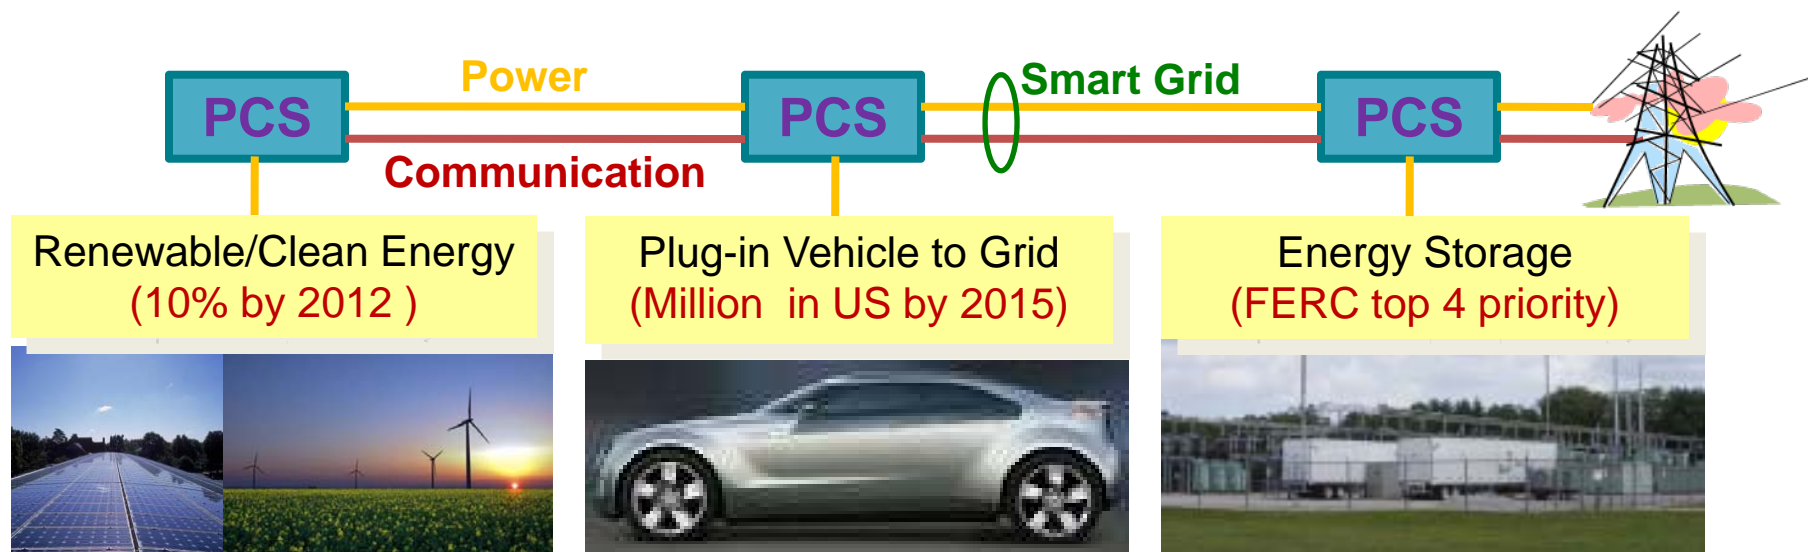 Power
Smart Grid
PCS
PCS
PCS
Communication
Renewable/Clean Energy
(10% by 2012 )
Plug-in Vehicle to Grid
(Million  in US by 2015)
Energy Storage
(FERC top 4 priority)